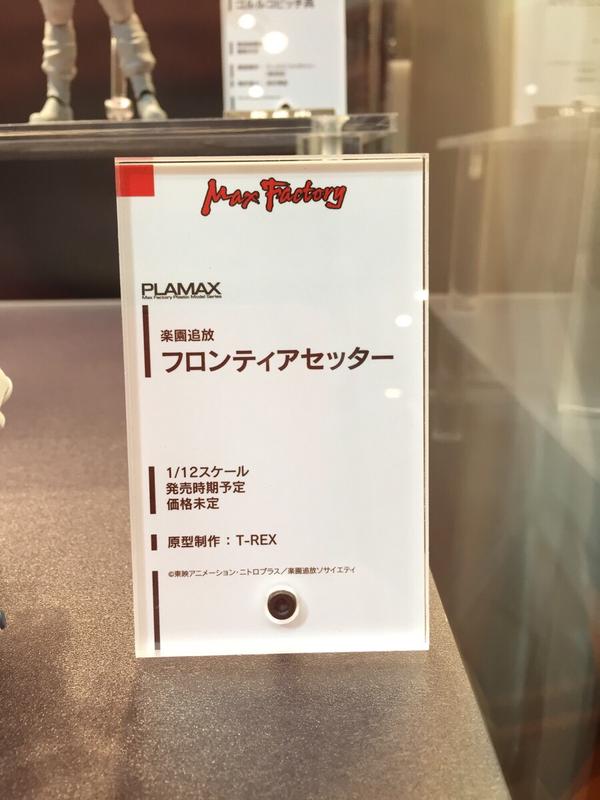 Max Factory
PLAMAX
Max Factory Plastic Model Series
楽園追放
フロンティアセッター
1/12スケール
発売時期予定
価格未定
原型制作：T-REX
©東映アニメーション・ニトロプラス／楽園追放ソサイエティ